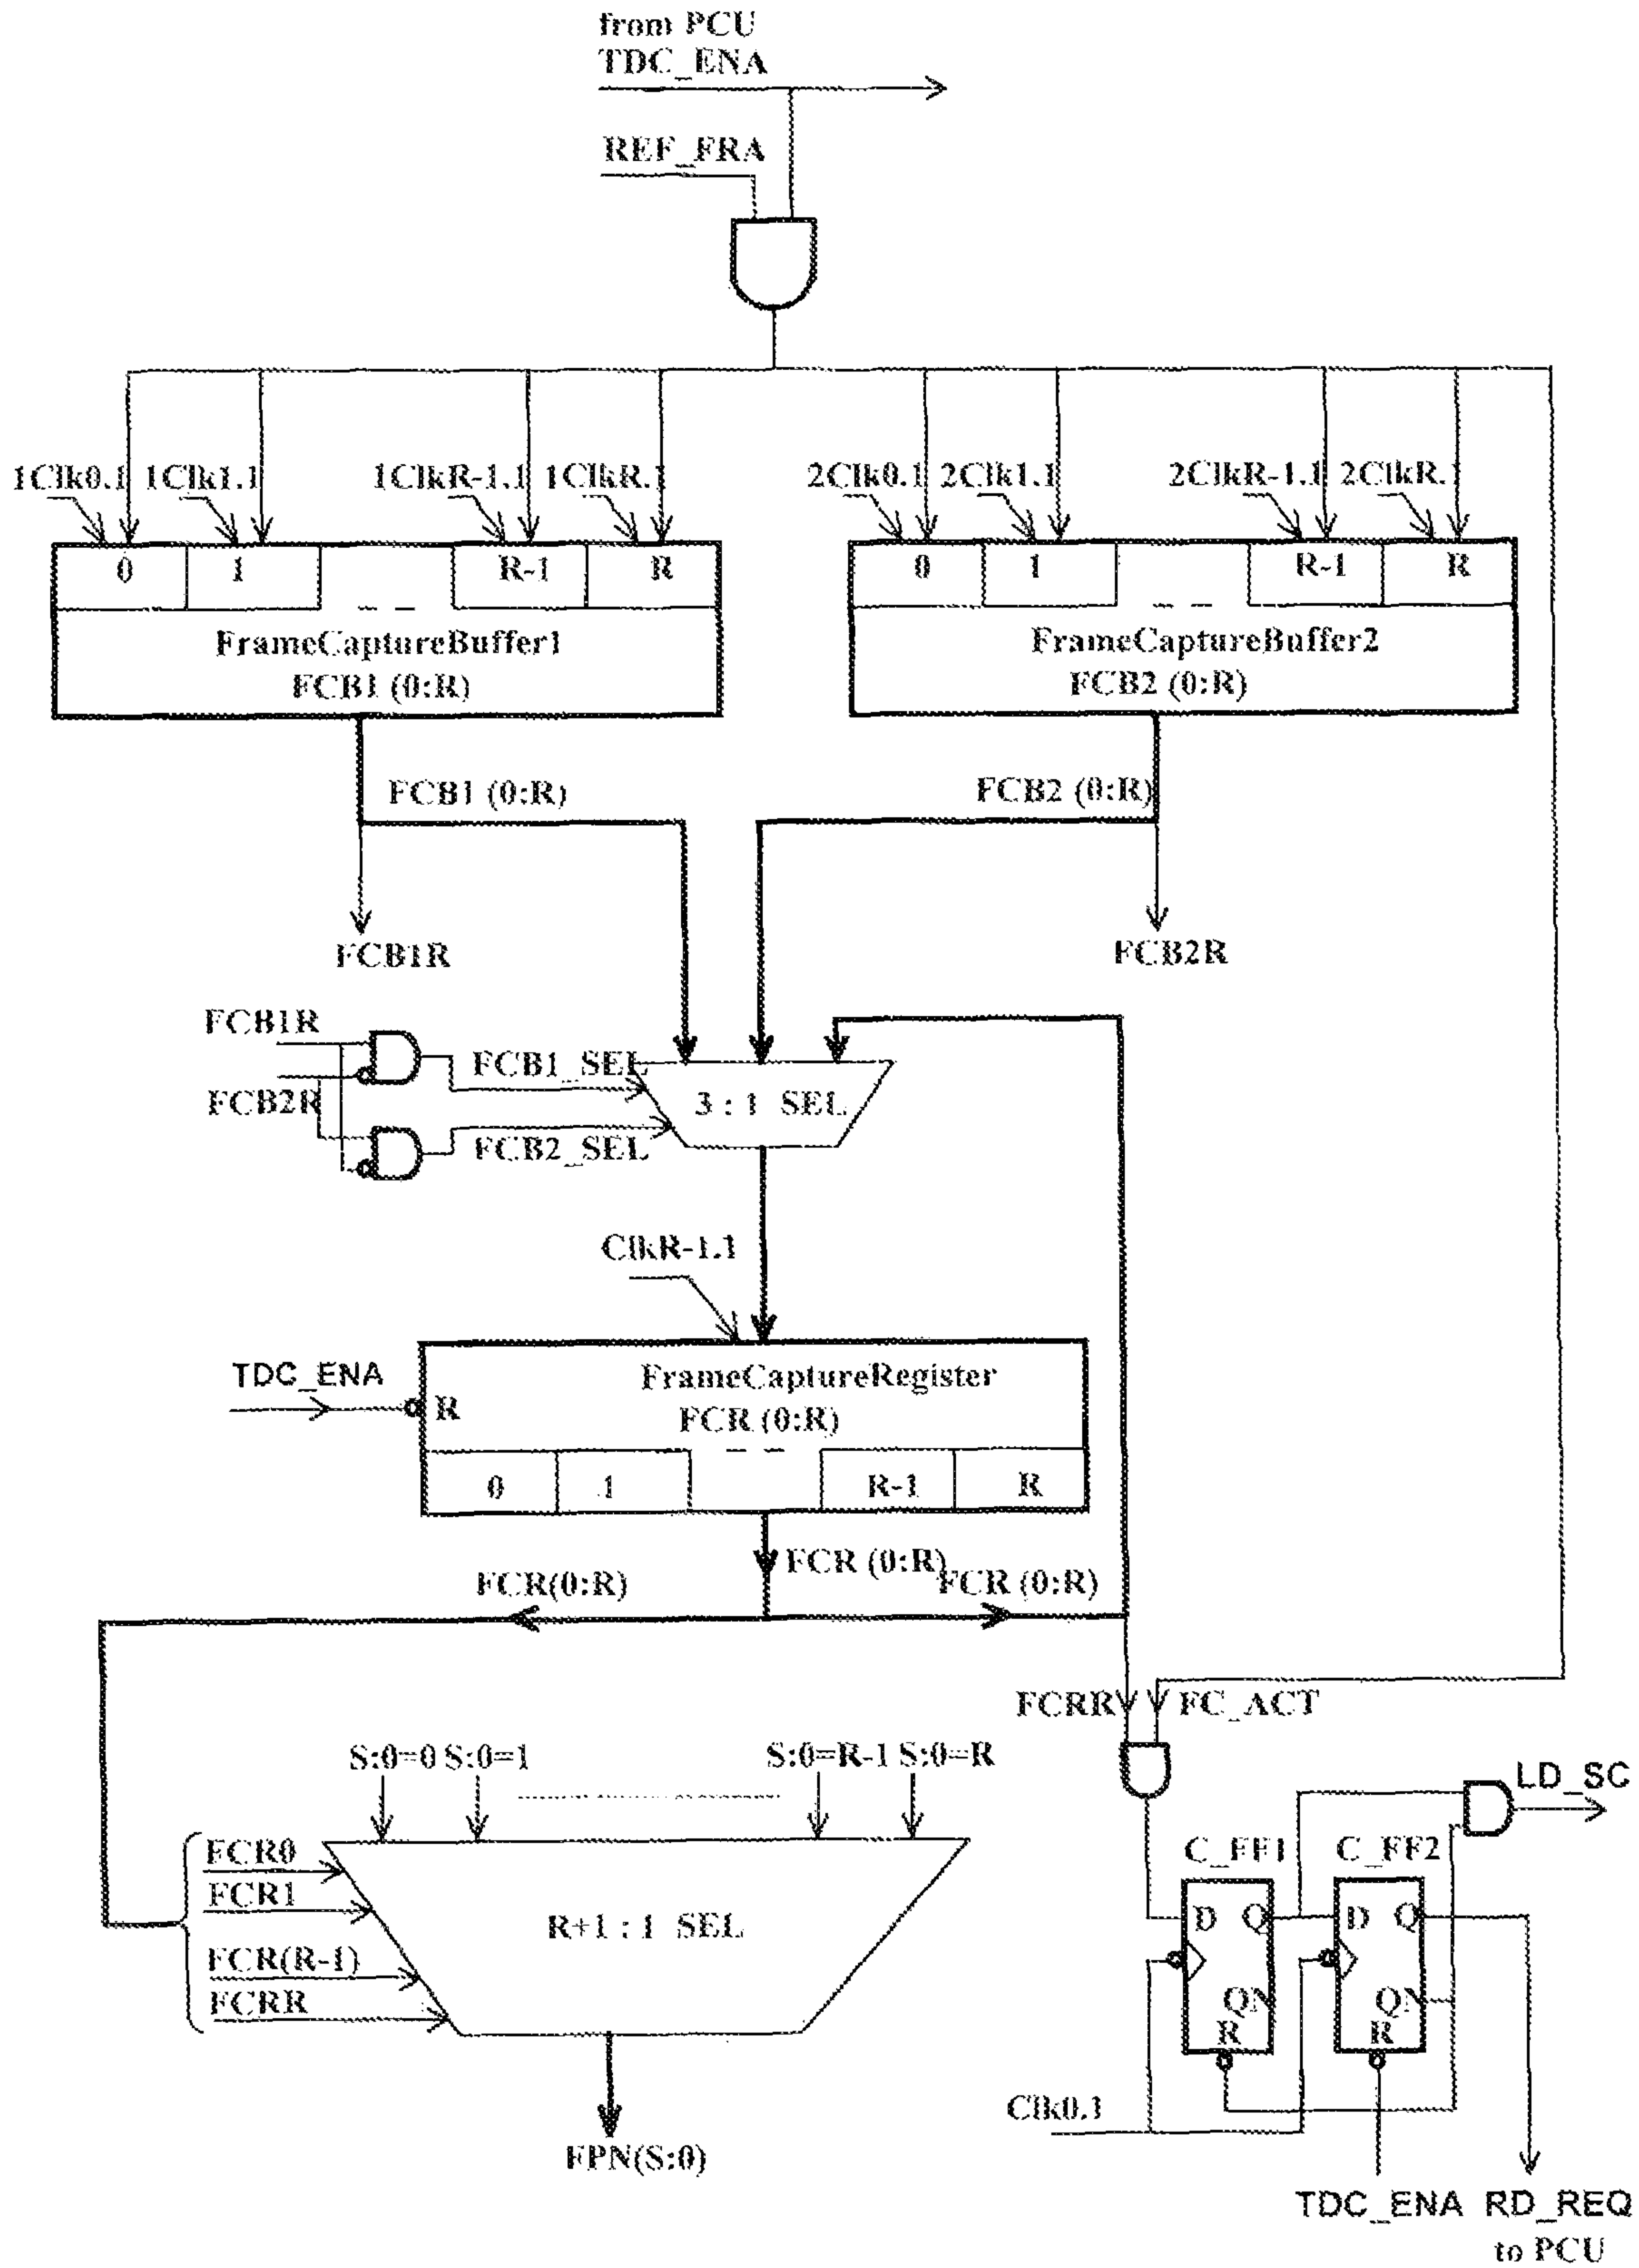 from PCU
TDC_ENA
REF_FRA
1Clk0.1 1Clk1.1 1ClkR-1.1 1ClkR.1 2Clk0.1 2Clk1.1 2ClkR-1.1 2ClkR.1
0 1 R-1 R 0 1 R-1 R
FrameCaptureBuffer1 FrameCaptureBuffer2
FCB1 (0:R) FCB2 (0:R)
FCB1 (0:R) FCB2 (0:R)
FCB1R FCB2R
FCB1R
FCB1_SEL
FCB2R
3 : 1 SEL
FCB2_SEL
ClkR-1.1
TDC_ENA
FrameCaptureRegister
R
FCR (0:R)
0 1 R-1 R
FCR (0:R)
FCR(0:R) FCR (0:R)
FCRR FC_ACT
S:0=0 S:0=1 S:0=R-1 S:0=R
LD_SC
FCR0 C_FF1 C_FF2
FCR1
R+1 : 1 SEL
D Q D Q
FCR(R-1)
FCRR
QN QN
R R
Clk0.1
FPN(S:0)
TDC_ENA RD_REQ
to PCU